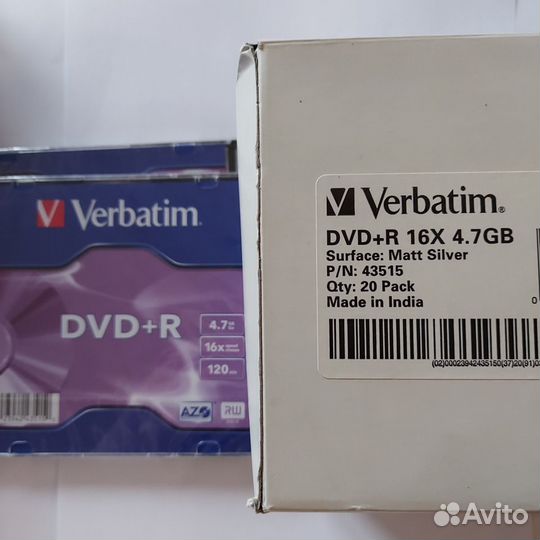 Verbatim.
DVD+R
4.7
16x
120
AZO
RW
Verbatim®
DVD+R 16X 4.7GB
Surface: Matt Silver
P/N: 43515
Qty: 20 Pack
Made in India
Avito